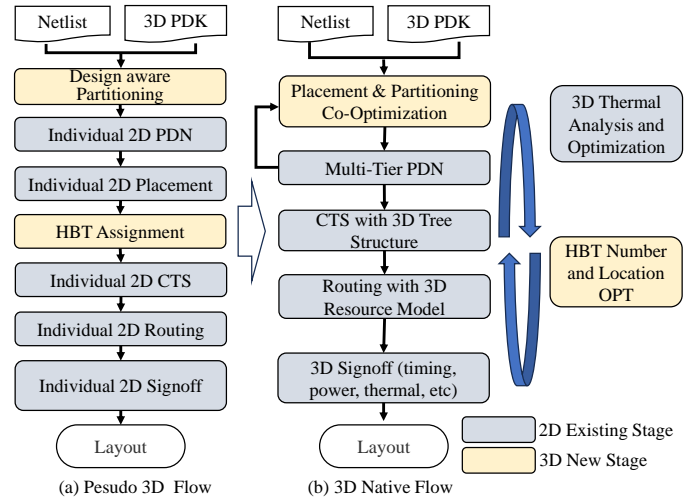 Netlist
3D PDK
Design aware
Partitioning
Individual 2D PDN
Individual 2D Placement
HBT Assignment
Individual 2D CTS
Individual 2D Routing
Individual 2D Signoff
Layout
(a) Pesudo 3D Flow
Netlist
3D PDK
Placement & Partitioning
Co-Optimization
Multi-Tier PDN
CTS with 3D Tree
Structure
Routing with 3D
Resource Model
3D Signoff (timing,
power, thermal, etc)
Layout
(b) 3D Native Flow
3D Thermal
Analysis and
Optimization
HBT Number
and Location
OPT
2D Existing Stage
3D New Stage